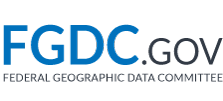 FGDC.GOV
FEDERAL GEOGRAPHIC DATA COMMITTEE